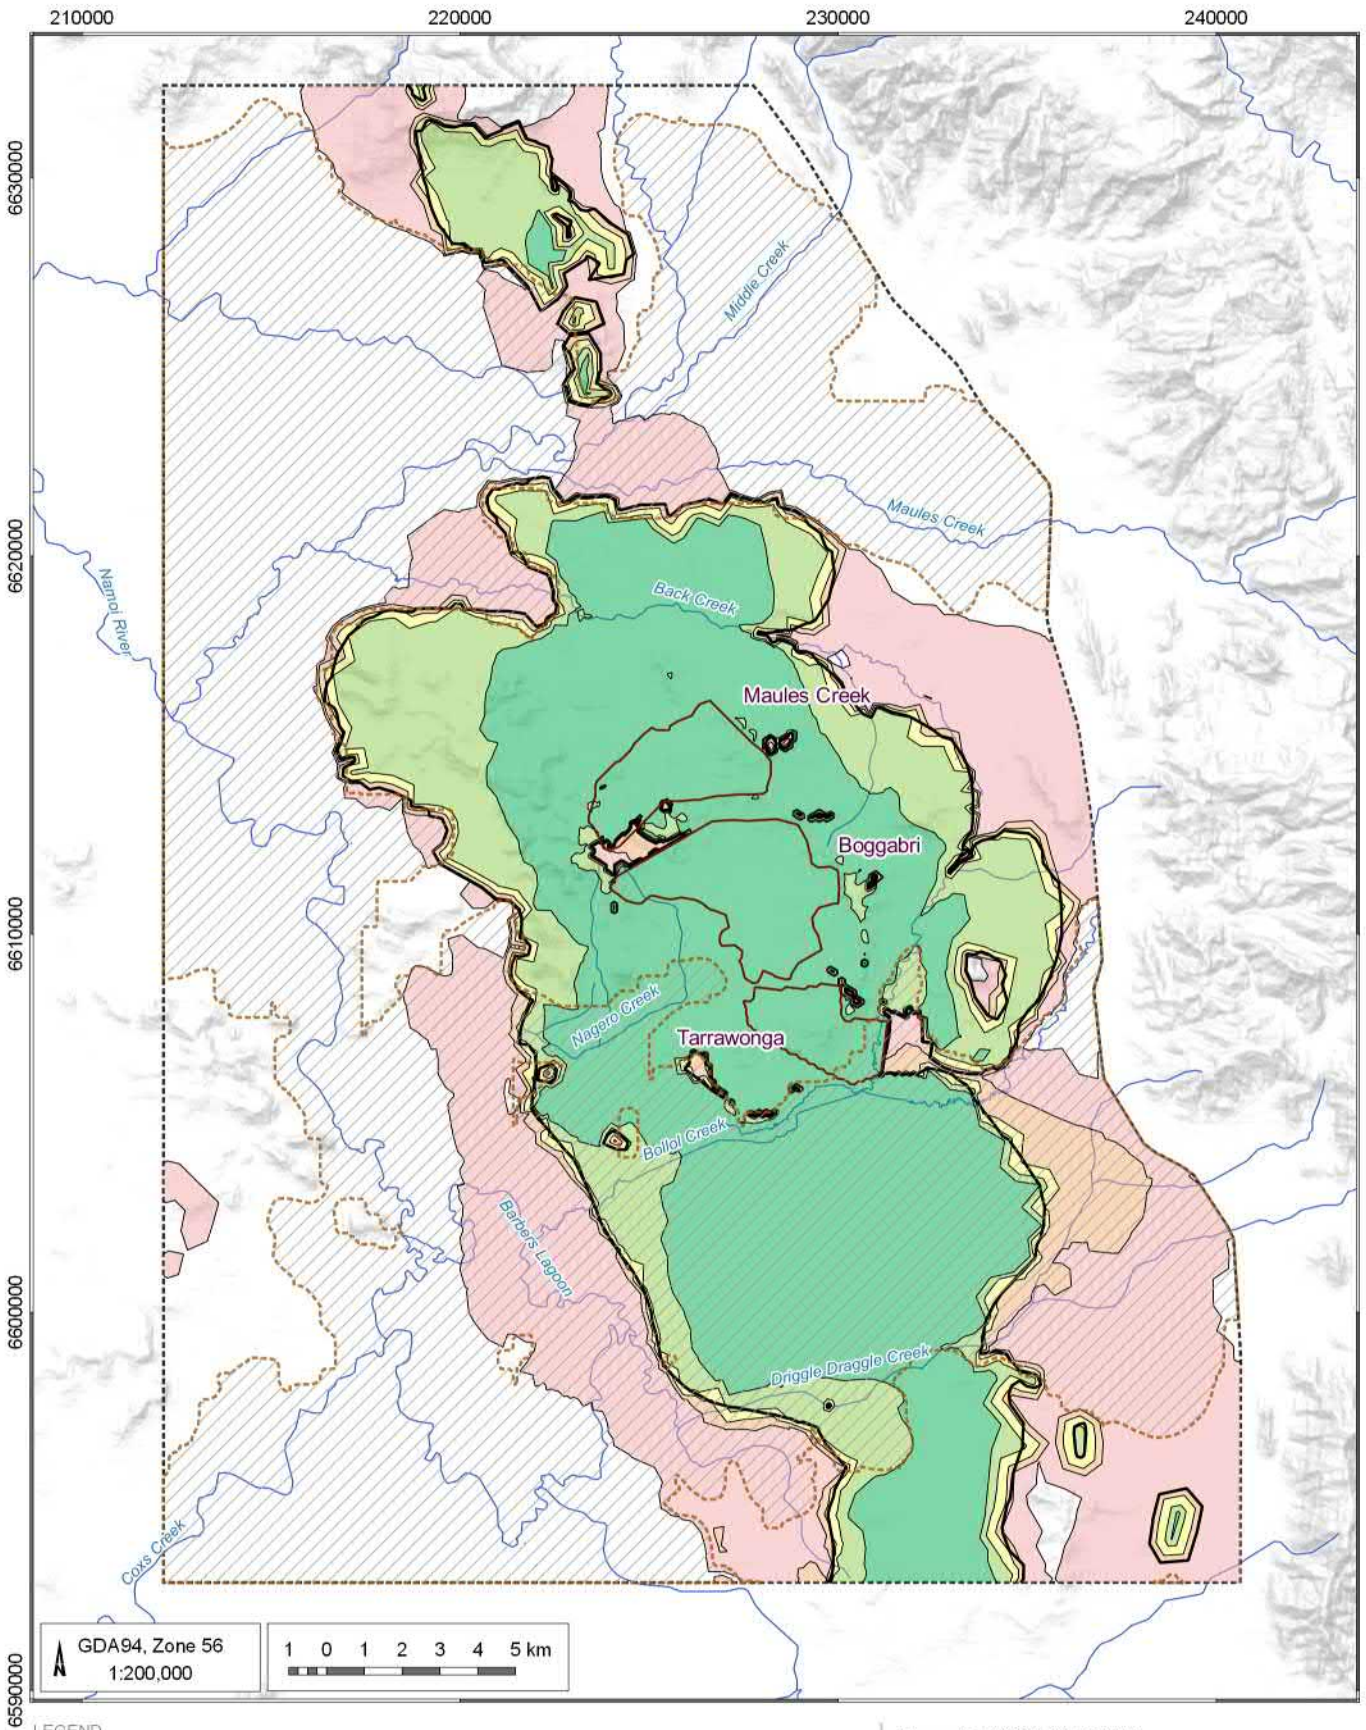 210000 220000 230000 240000
6630000
Middle Creek
Maules Creek
6620000
Namoi River
Back Creek
Maules Creek
Boggabri
6610000
Nagero Creek
Tarrawonga
Bollol Creek
Barbers Lagoon
6600000
Driggle Draggle Creek
Coxs Creek
GDA94, Zone 56
1:200,000
N
1 0 1 2 3 4 5 km
6590000
LEGEND